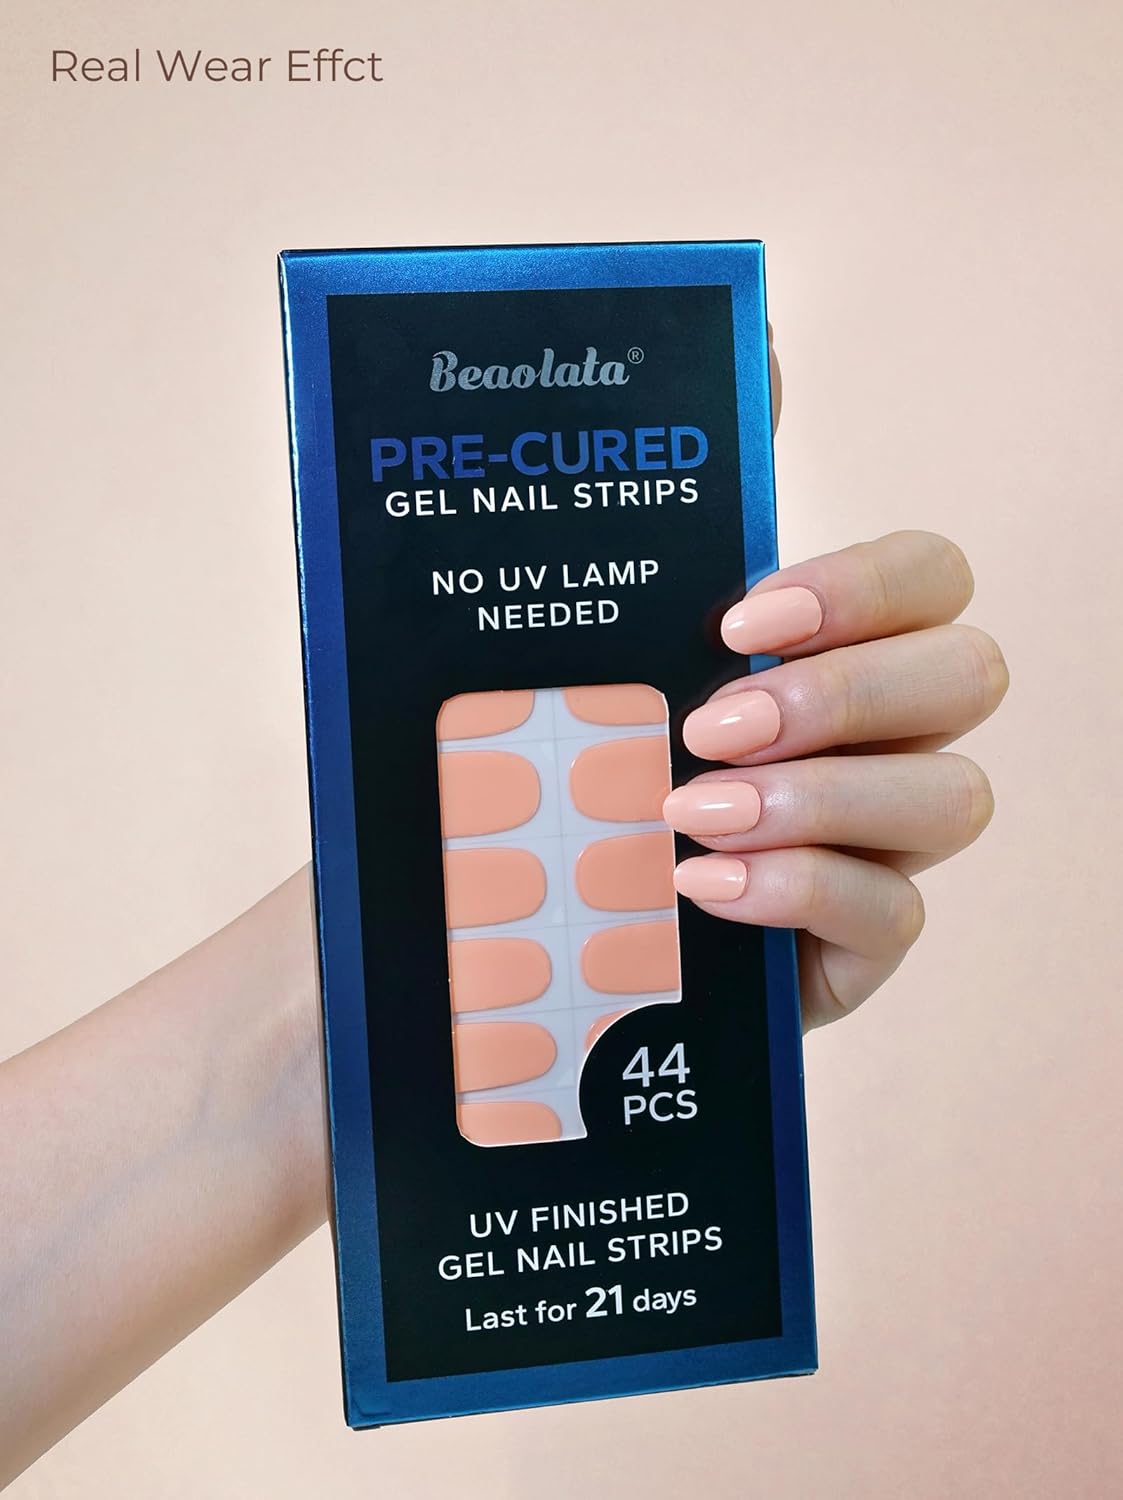 Real Wear Effct
Beaolata®
PRE-CURED
GEL NAIL STRIPS
NO UV LAMP
NEEDED
44
PCS
UV FINISHED
GEL NAIL STRIPS
Last for 21 days